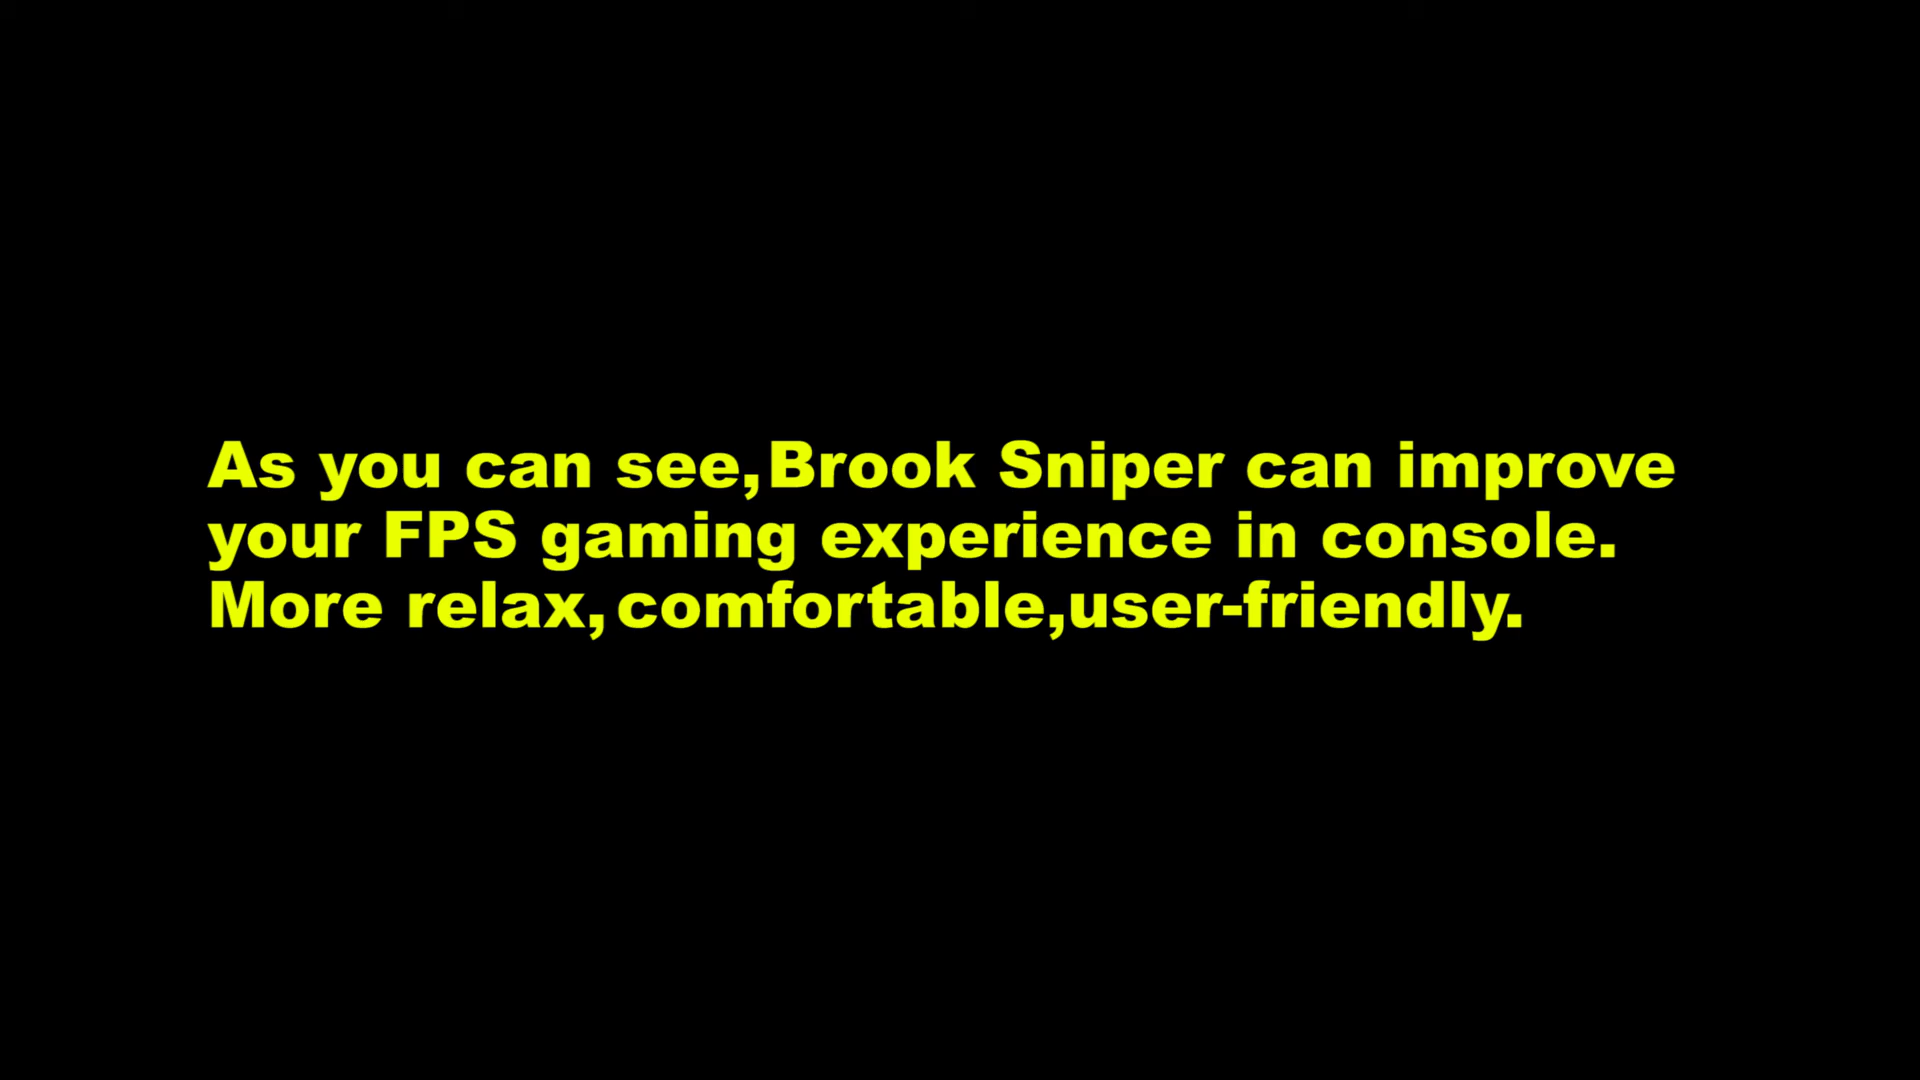 As you can see,Brook Sniper can improve
your FPS gaming experience in console.
More relax, comfortable,user-friendly.